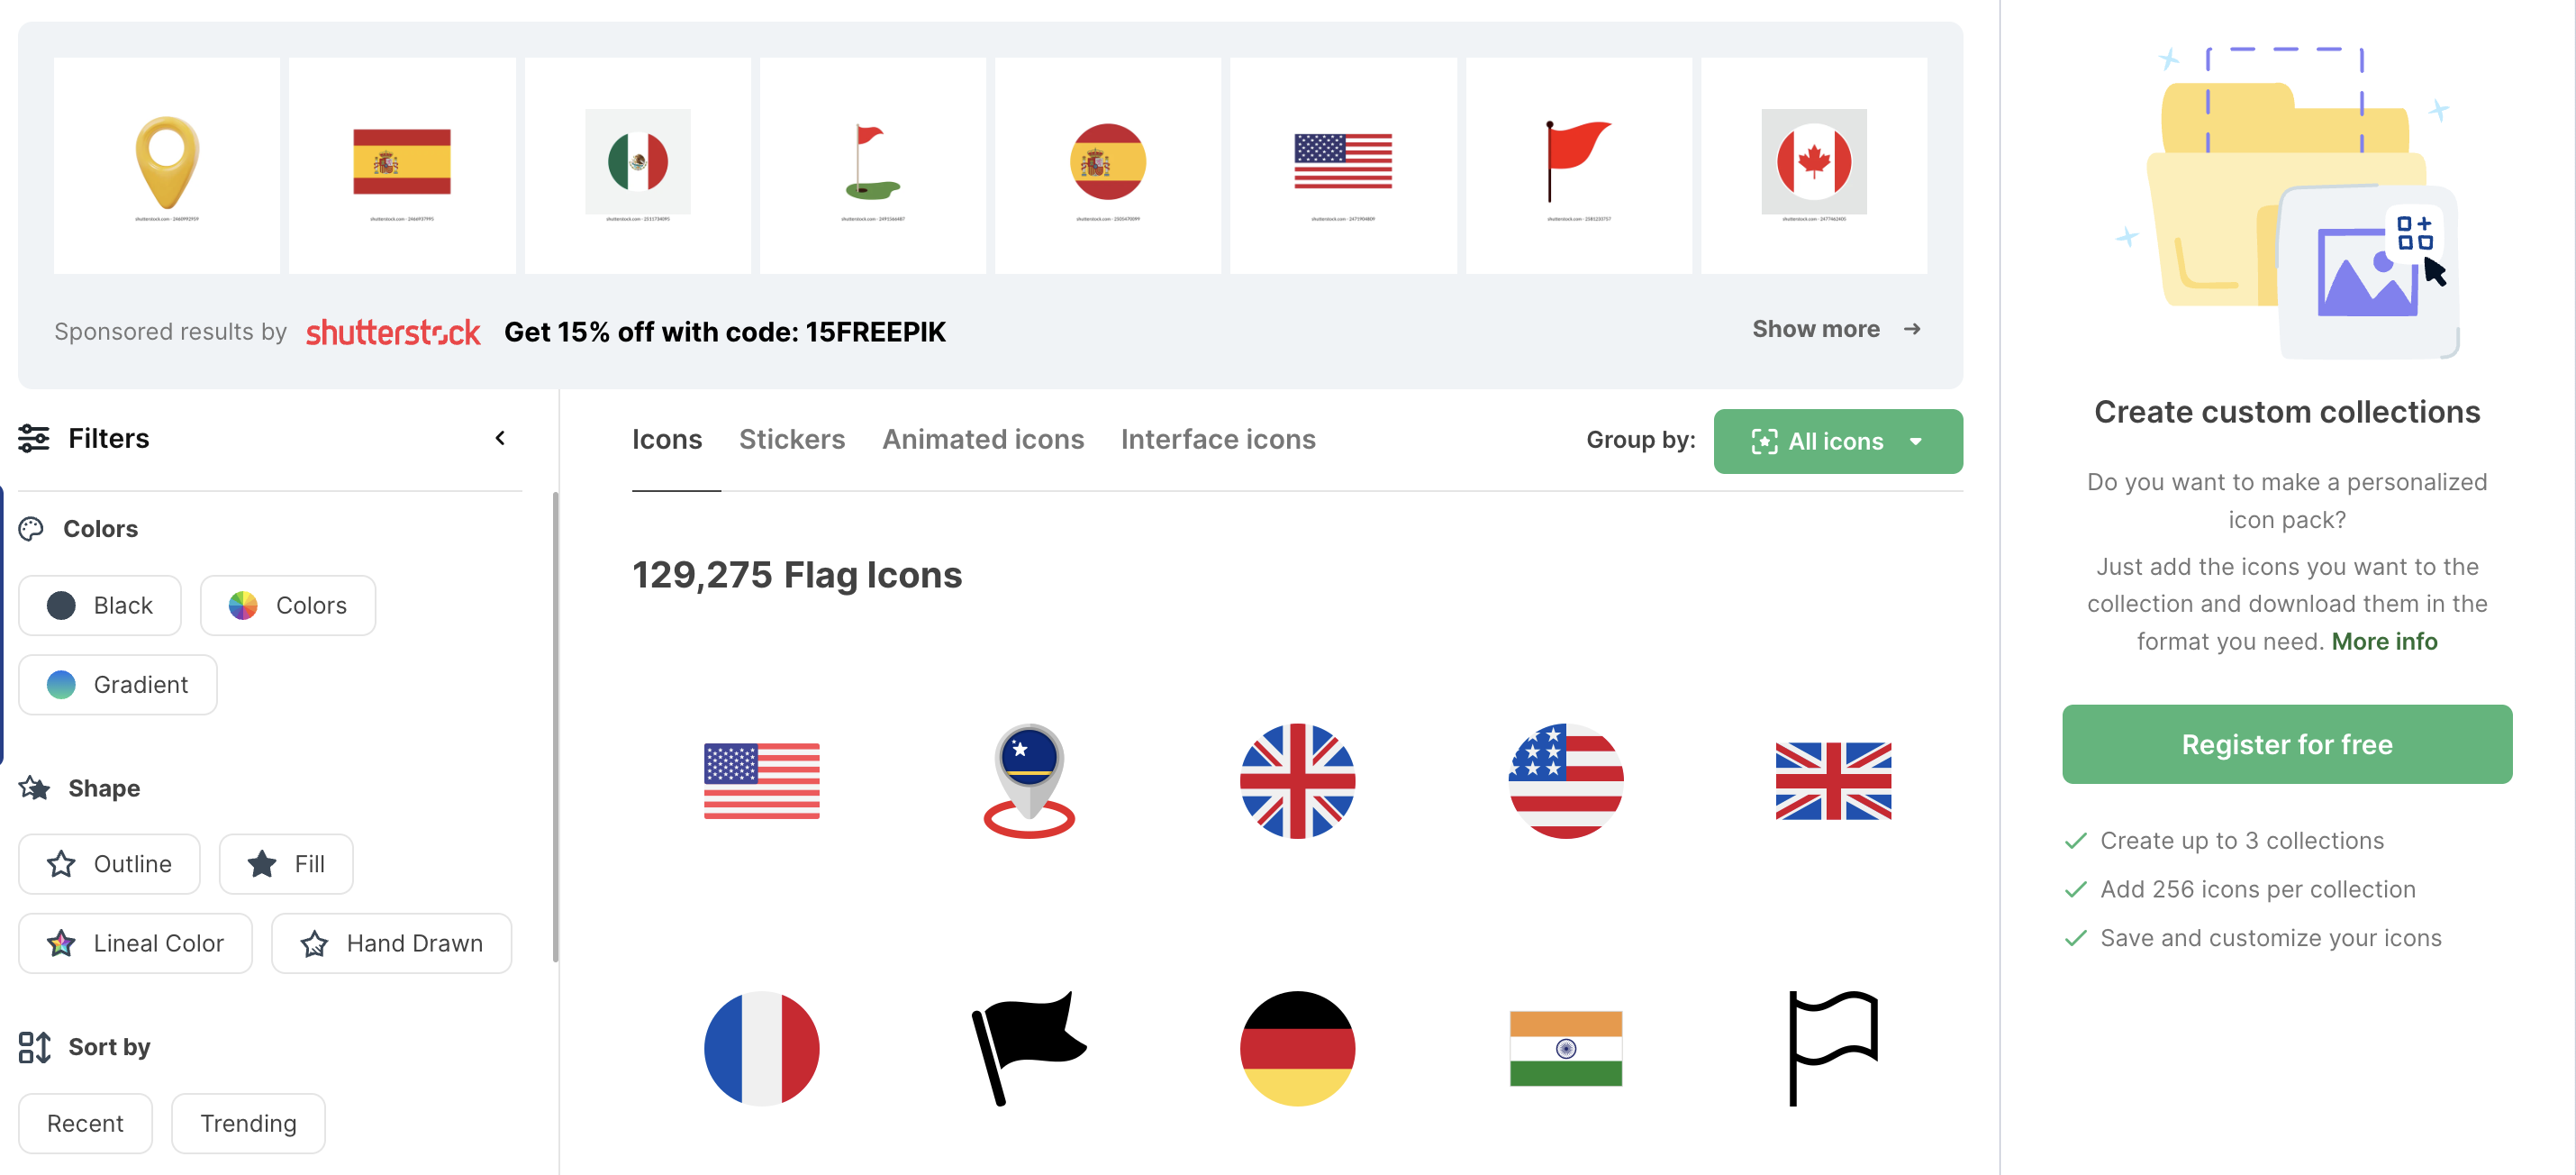 shutterstock.com · 2466937995
Sponsored results by shutterstock Get 15% off with code: 15FREEPIK
Show more
Filters
Icons Stickers Animated icons Interface icons
Group by: All icons
Colors
Black Colors
Gradient
Shape
Outline Fill
Lineal Color Hand Drawn
Sort by
Recent Trending
129,275 Flag Icons
Create custom collections
Do you want to make a personalized
icon pack?
Just add the icons you want to the
collection and download them in the
format you need. More info
Register for free
Create up to 3 collections
Add 256 icons per collection
Save and customize your icons